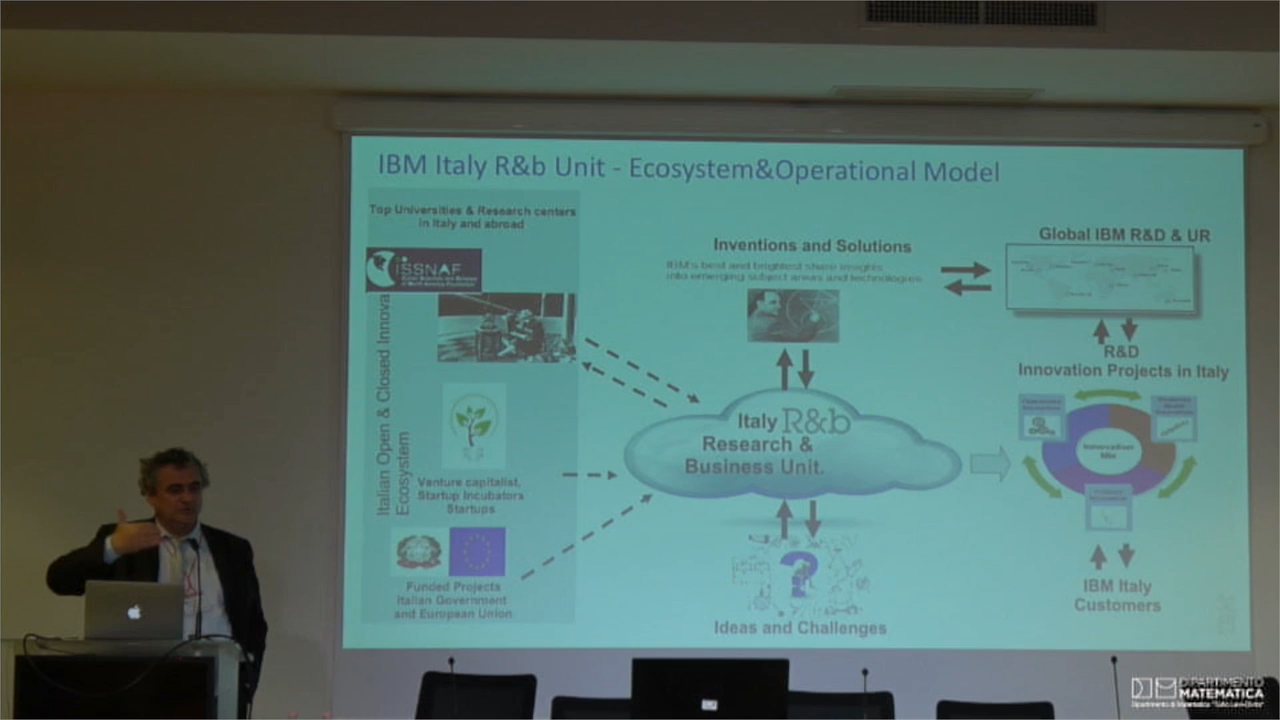 IBM Italy R&b Unit - Ecosystem&Operational Model
Top Universities & Research centers
in Italy and abroad
ISSNAF
Italian Open & Closed Innova
Ecosystem
Venture capitalist,
Startup Incubators
Startups
Funded Projects
Italian Government
and European Union
Inventions and Solutions
IBM's best and brightest share insights
into emerging subject areas and technologies
Italy R&b
Research &
Business Unit.
?
Ideas and Challenges
Global IBM R&D & UR
R&D
Innovation Projects in Italy
Innovation
Mix
IBM Italy
Customers
DIPARTIMENTO
MATEMATICA